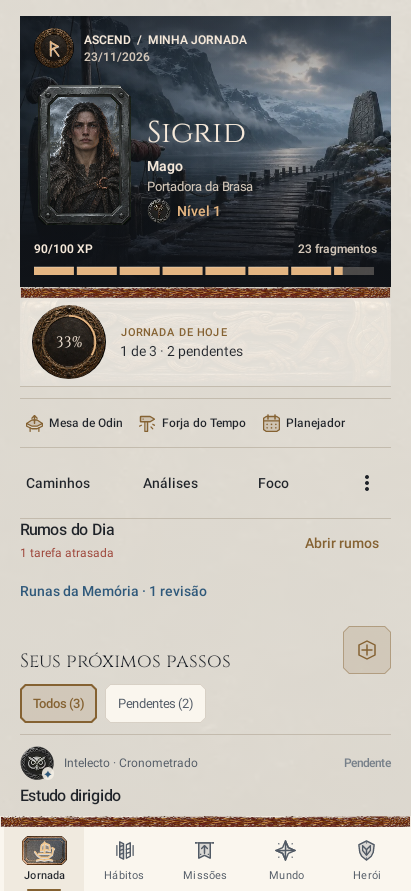 ASCEND / MINHA JORNADA
23/11/2026
SIGRID
Mago
Portadora da Brasa
Nível 1
90/100 XP
23 fragmentos
33%
JORNADA DE HOJE
1 de 3 · 2 pendentes
Mesa de Odin
Forja do Tempo
Planejador
Caminhos
Análises
Foco
Rumos do Dia
1 tarefa atrasada
Abrir rumos
Runas da Memória · 1 revisão
SEUS PRÓXIMOS PASSOS
Todos (3)
Pendentes (2)
Intelecto · Cronometrado
Pendente
Estudo dirigido
Jornada
Hábitos
Missões
Mundo
Herói